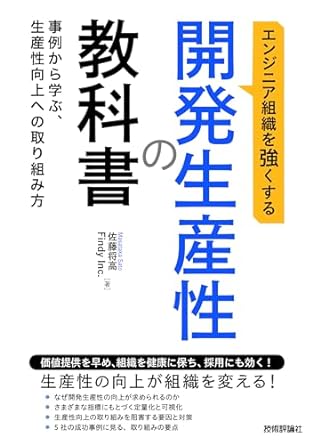 エンジニア組織を強くする
開発生産性
の
教科書
事例から学ぶ、
生産性向上への取り組み方
Masataka Sato
佐藤将高
Findy Inc. [著]
価値提供を早め、組織を健康に保ち、採用にも効く!
生産性の向上が組織を変える!
●なぜ開発生産性の向上が求められるのか
●さまざまな指標にもとづく定量化と可視化
●生産性向上の取り組みを阻害する要因と対策
●5社の成功事例に見る、取り組みの要点
技術評論社